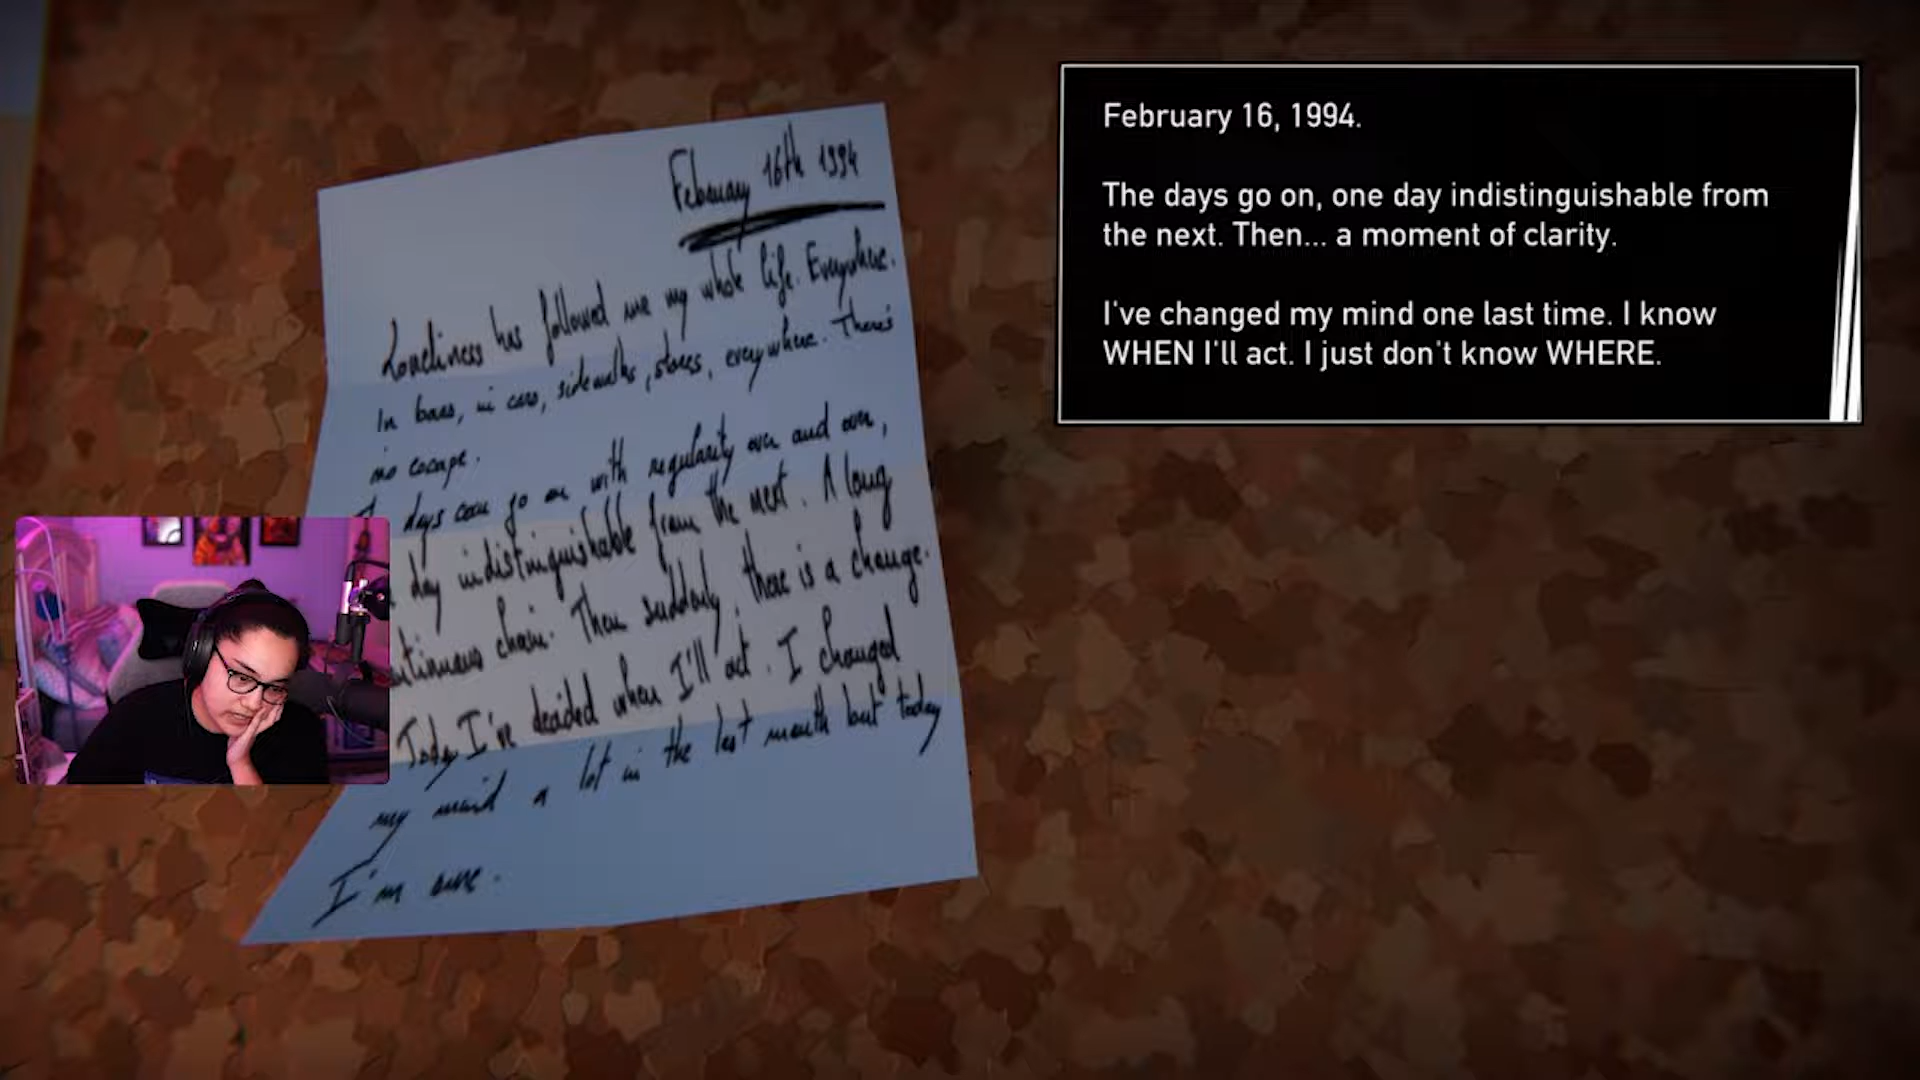 February 16th 1994
Loneliness has followed me my whole life. Everywhere.
In bars, in cars, sidewalks, stores, everywhere. There's
no escape.
days can go on with regularity over and over,
day indistinguishable from the next. A long
chain. Then suddenly, there is a change.
Today I've decided when I'll act. I changed
my mind a lot in the last month but today
I'm sure.
February 16, 1994.
The days go on, one day indistinguishable from
the next. Then... a moment of clarity.
I've changed my mind one last time. I know
WHEN I'll act. I just don't know WHERE.